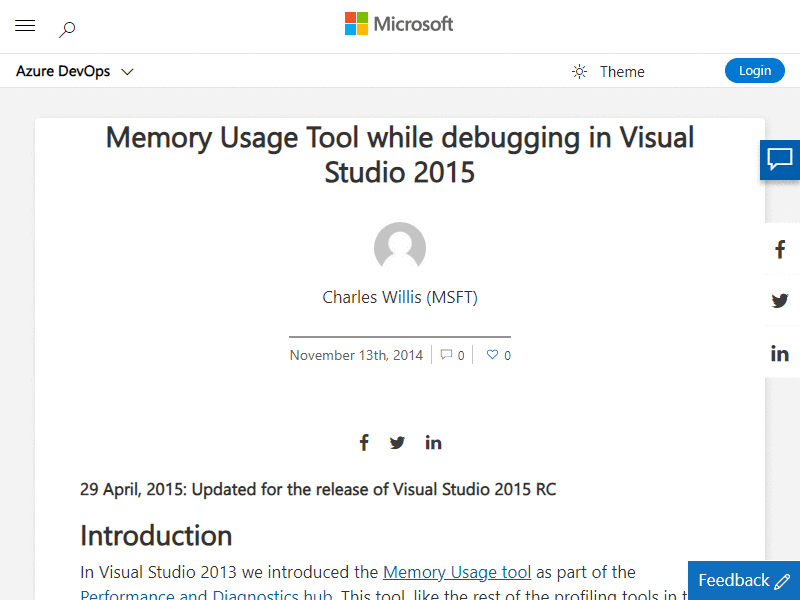 Microsoft
Azure DevOps
Theme
Login
Memory Usage Tool while debugging in Visual
Studio 2015
Charles Willis (MSFT)
November 13th, 2014
0
0
29 April, 2015: Updated for the release of Visual Studio 2015 RC
Introduction
In Visual Studio 2013 we introduced the Memory Usage tool as part of the
Performance and Diagnostics hub. This tool, like the rest of the profiling tools in
Feedback